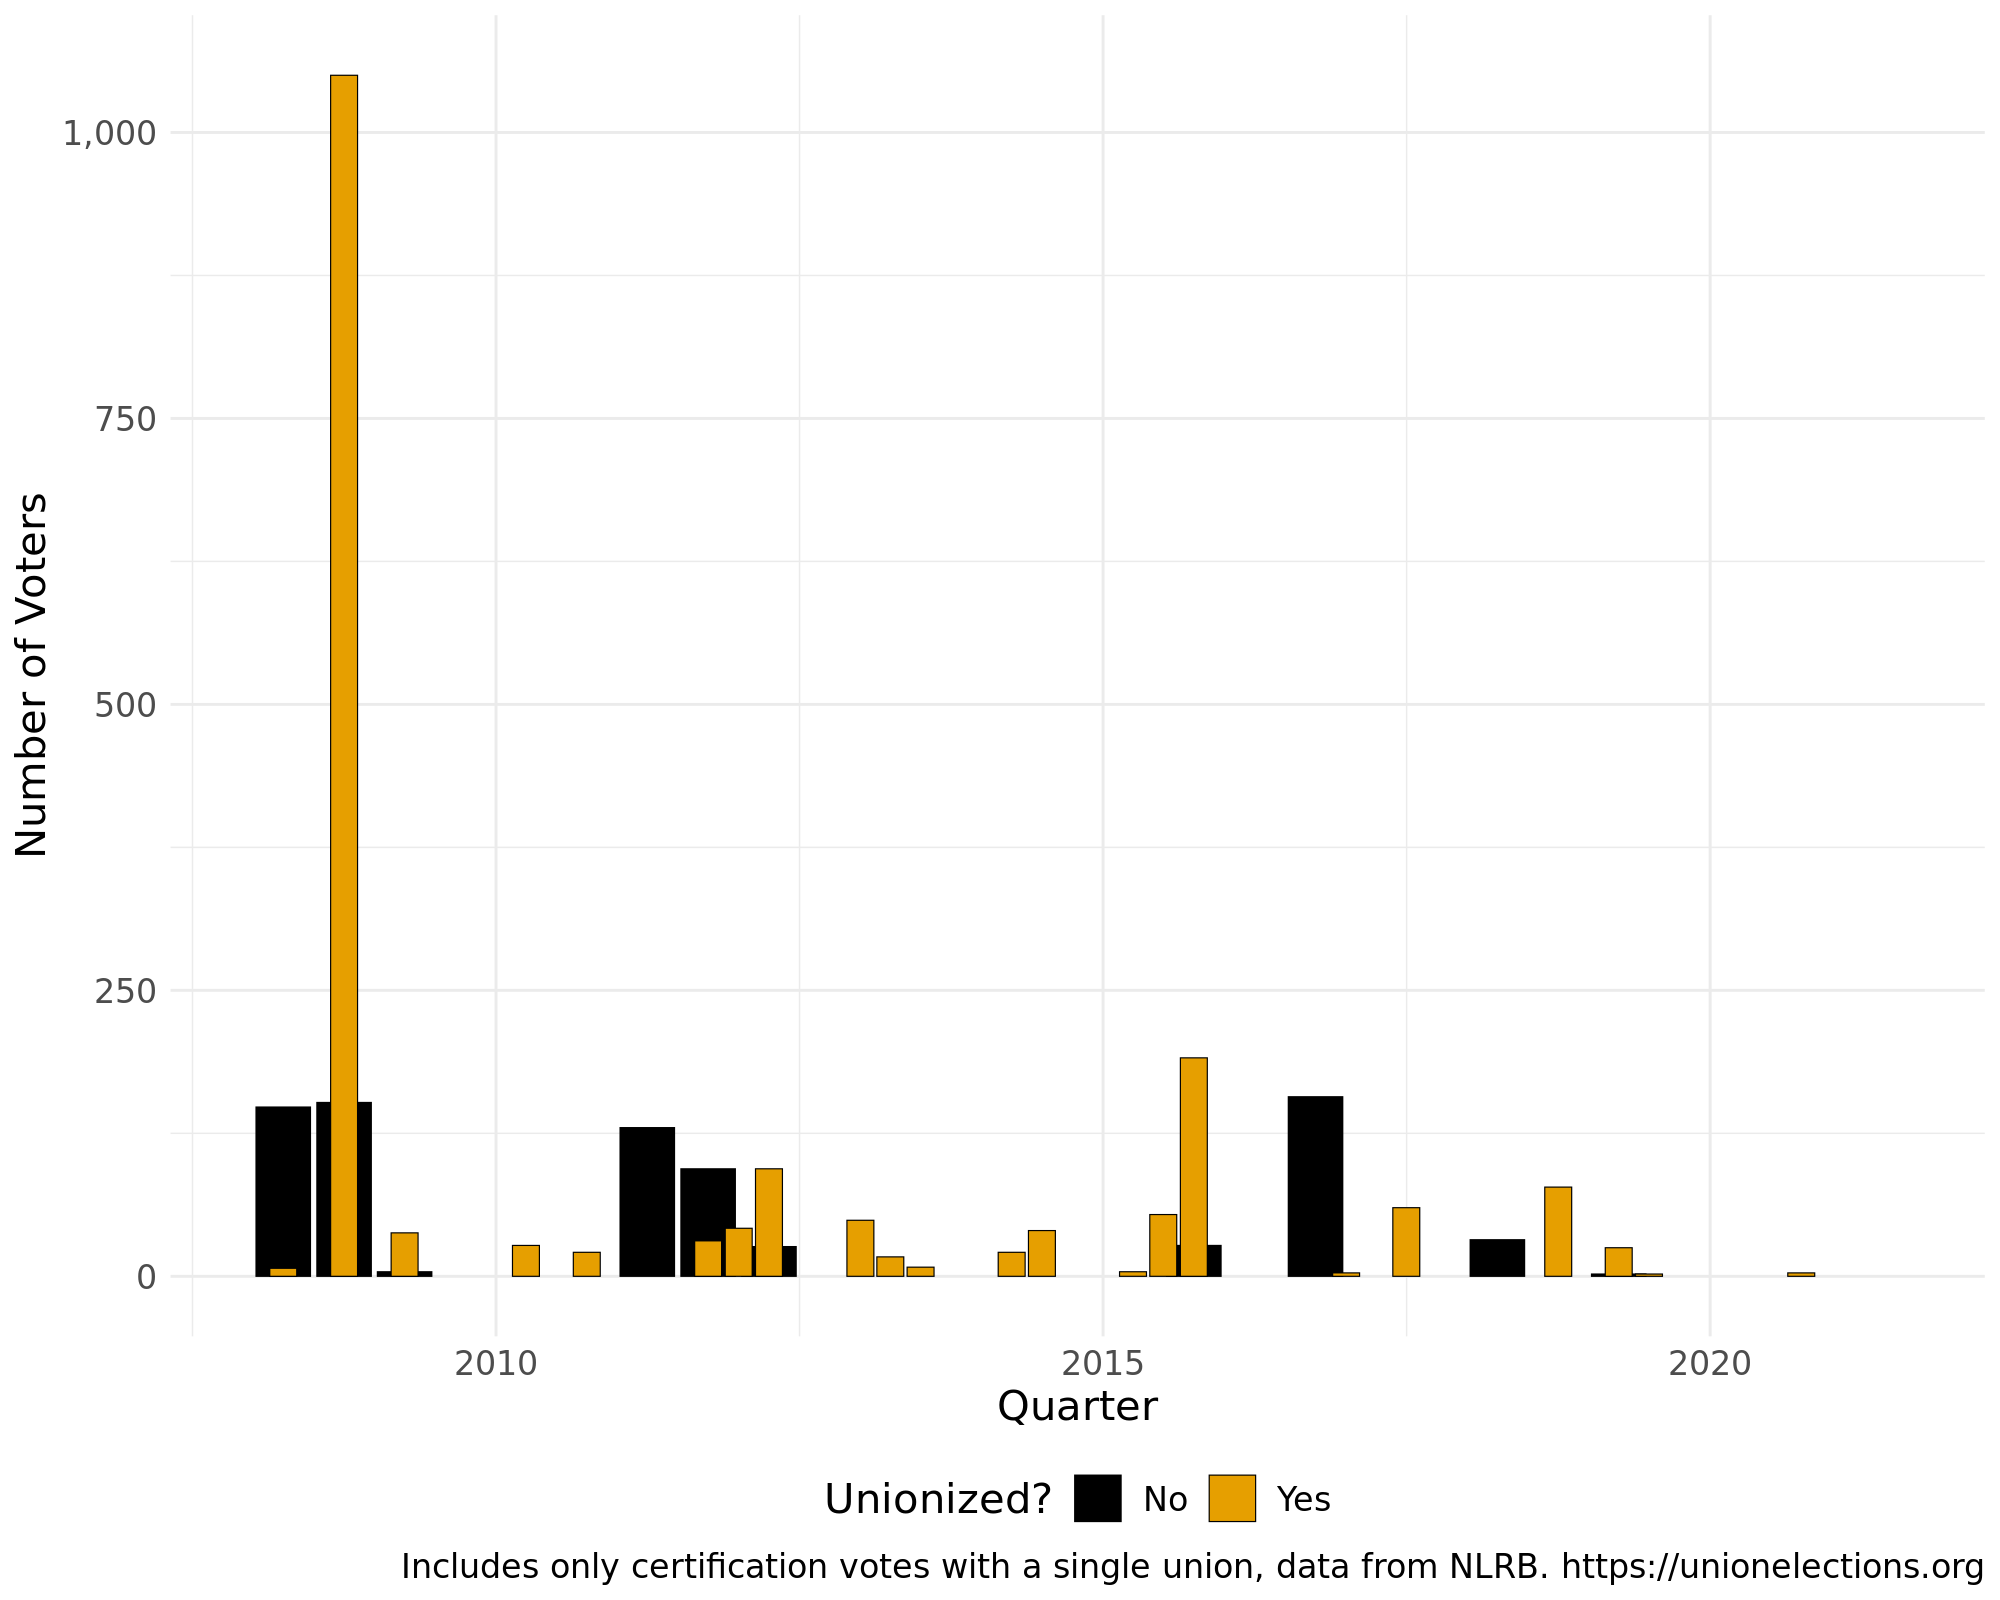 1,000
750
500
250
0
Number of Voters
2010
2015
2020
Quarter
Unionized?
No
Yes
Includes only certification votes with a single union, data from NLRB. https://unionelections.org